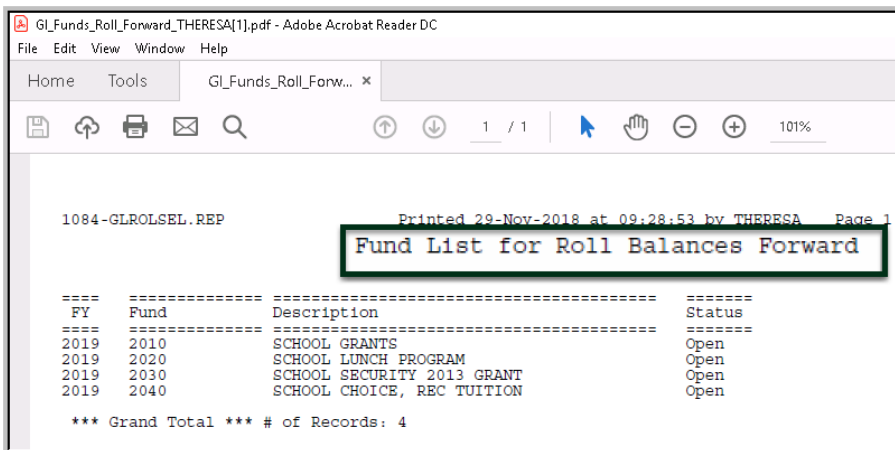 GI_Funds_Roll_Forward_THERESA[1].pdf - Adobe Acrobat Reader DC
File Edit View Window Help
Home Tools GI_Funds_Roll_Forw... ×
1 / 1 101%
1084-GLROLSEL.REP Printed 29-Nov-2018 at 09:28:53 by THERESA Page 1
Fund List for Roll Balances Forward
==== ============== ======================================== =======
FY Fund Description Status
==== ============== ======================================== =======
2019 2010 SCHOOL GRANTS Open
2019 2020 SCHOOL LUNCH PROGRAM Open
2019 2030 SCHOOL SECURITY 2013 GRANT Open
2019 2040 SCHOOL CHOICE, REC TUITION Open
*** Grand Total *** # of Records: 4